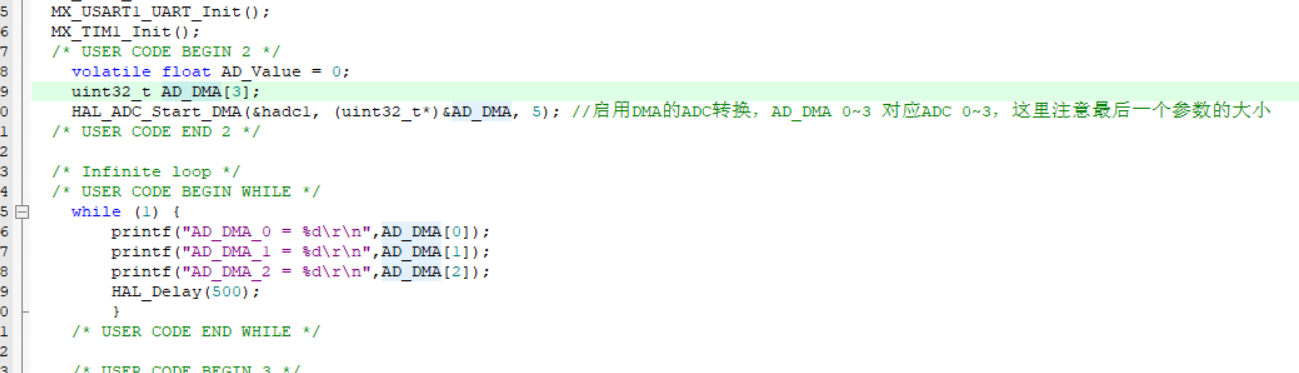 5 MX_USART1_UART_Init();
6 MX_TIM1_Init();
7 /* USER CODE BEGIN 2 */
8 volatile float AD_Value = 0;
9 uint32_t AD_DMA[3];
0 HAL_ADC_Start_DMA(&hadc1, (uint32_t*)&AD_DMA, 5); //启用DMA的ADC转换，AD_DMA 0~3 对应ADC 0~3，这里注意最后一个参数的大小
1 /* USER CODE END 2 */
2
3 /* Infinite loop */
4 /* USER CODE BEGIN WHILE */
5 while (1) {
6 printf("AD_DMA_0 = %d\r\n",AD_DMA[0]);
7 printf("AD_DMA_1 = %d\r\n",AD_DMA[1]);
8 printf("AD_DMA_2 = %d\r\n",AD_DMA[2]);
9 HAL_Delay(500);
0 }
1 /* USER CODE END WHILE */
2
3 /* USER CODE BEGIN 3 */